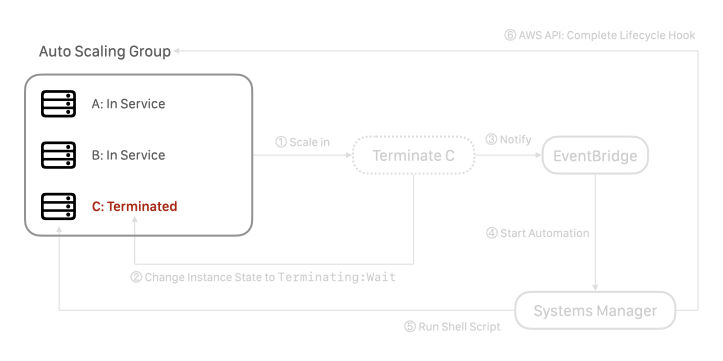 ⑥ AWS API: Complete Lifecycle Hook
Auto Scaling Group
A: In Service
① Scale in
③ Notify
B: In Service
Terminate C
EventBridge
C: Terminated
④ Start Automation
② Change Instance State to Terminating:Wait
Systems Manager
⑤ Run Shell Script